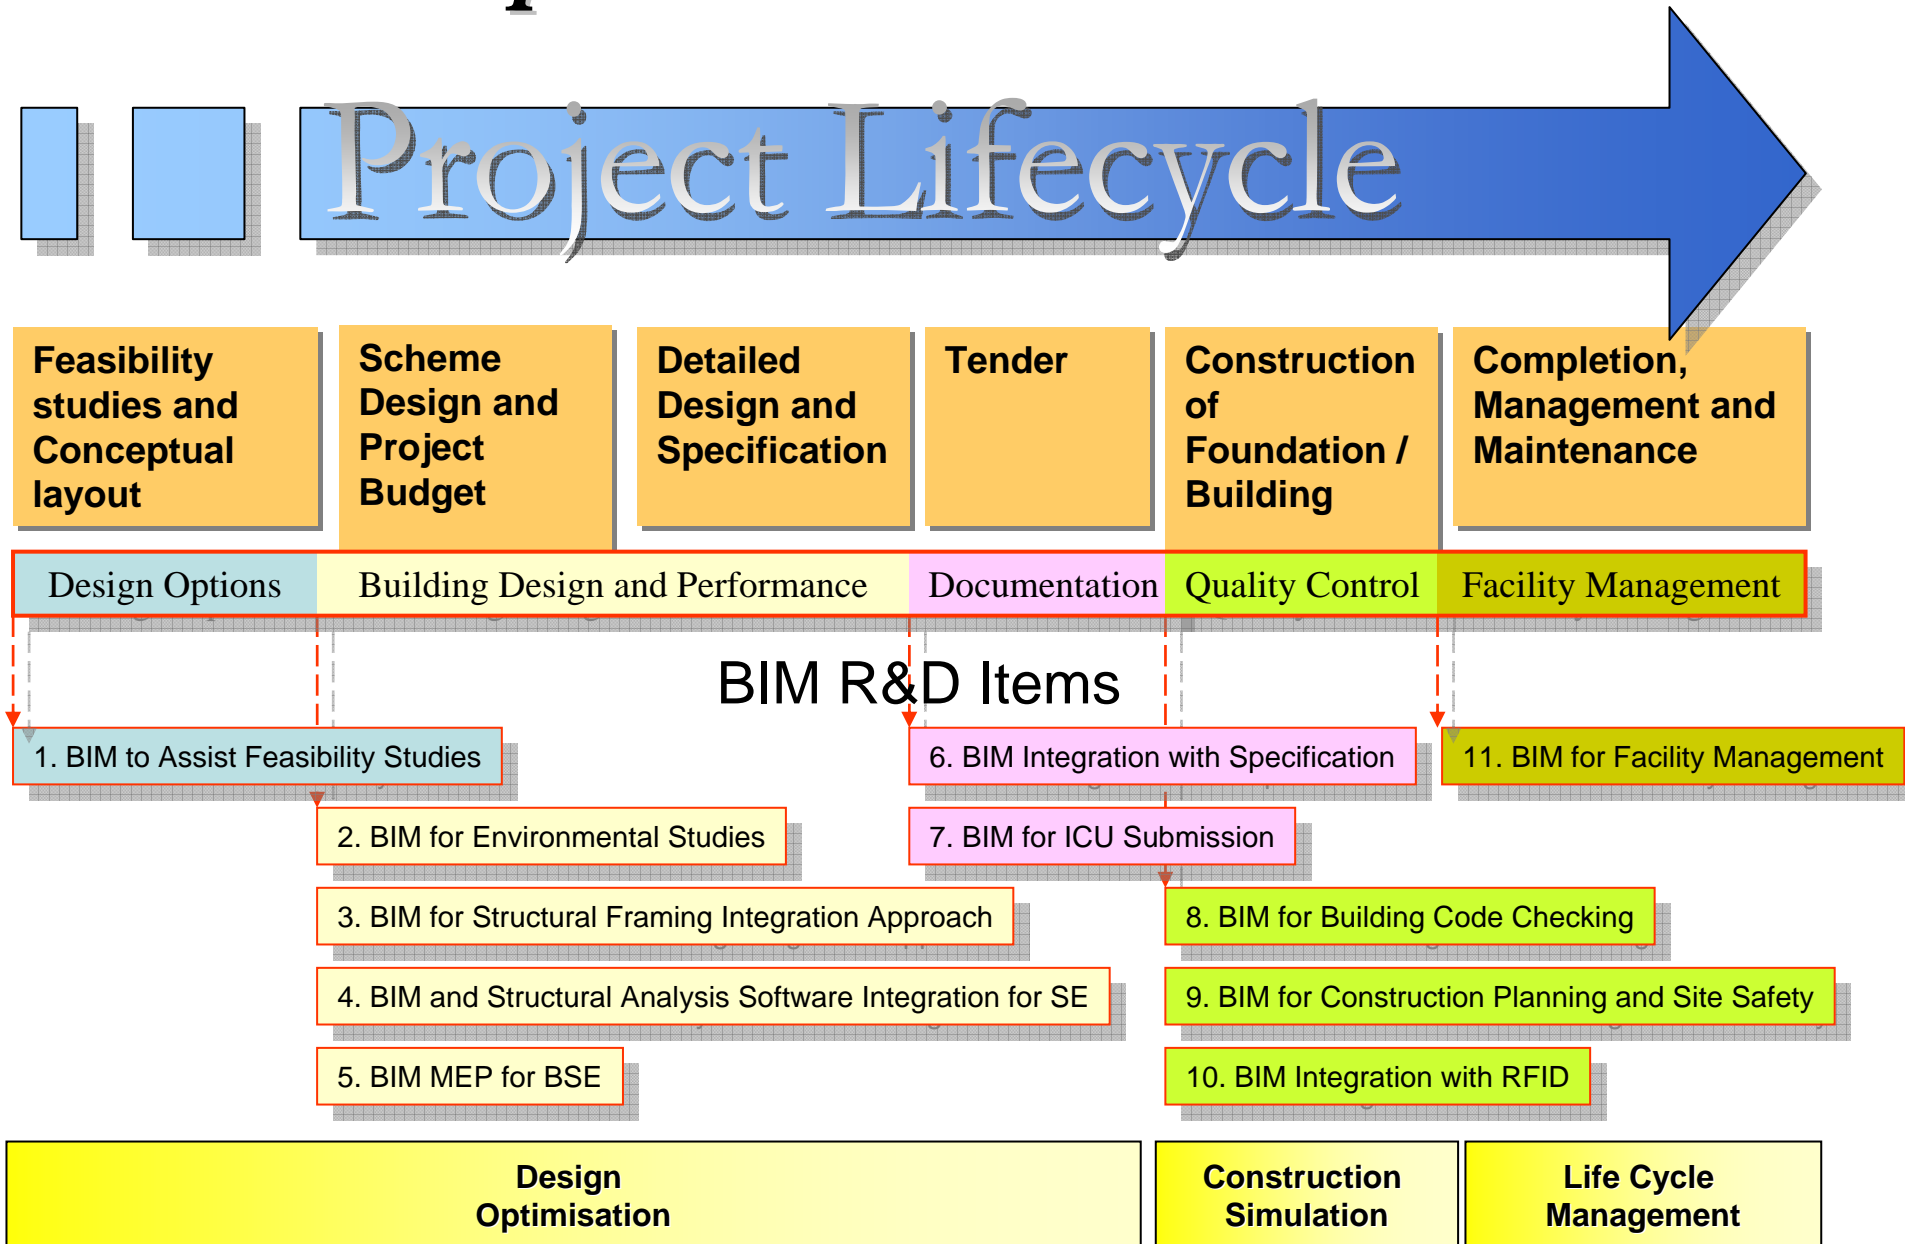 Project Lifecycle
Feasibility
studies and
Conceptual
layout
Scheme
Design and
Project
Budget
Detailed
Design and
Specification
Tender
Construction
of
Foundation /
Building
Completion,
Management and
Maintenance
Design Options
Building Design and Performance
Documentation
Quality Control
Facility Management
BIM R&D Items
1. BIM to Assist Feasibility Studies
2. BIM for Environmental Studies
3. BIM for Structural Framing Integration Approach
4. BIM and Structural Analysis Software Integration for SE
5. BIM MEP for BSE
6. BIM Integration with Specification
7. BIM for ICU Submission
8. BIM for Building Code Checking
9. BIM for Construction Planning and Site Safety
10. BIM Integration with RFID
11. BIM for Facility Management
Design
Optimisation
Construction
Simulation
Life Cycle
Management